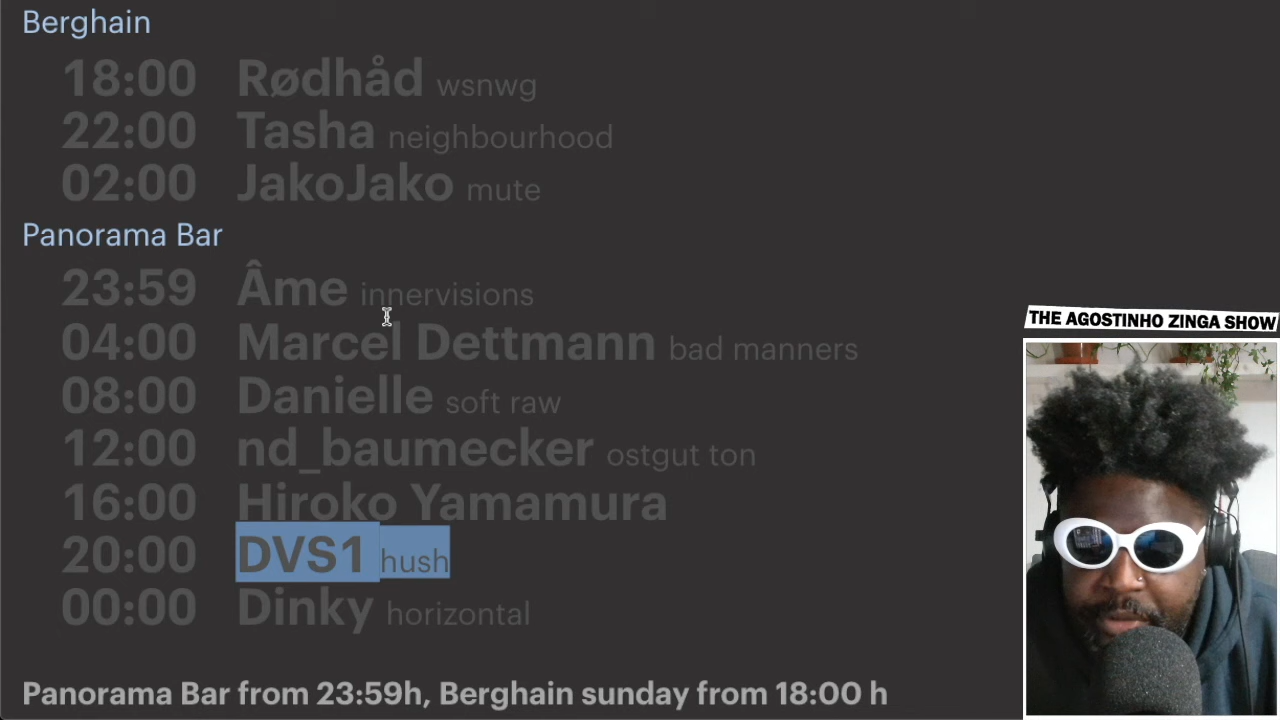 Berghain
18:00 Rødhåd wsnwg
22:00 Tasha neighbourhood
02:00 JakoJako mute
Panorama Bar
23:59 Âme innervisions
04:00 Marcel Dettmann bad manners
08:00 Danielle soft raw
12:00 nd_baumecker ostgut ton
16:00 Hiroko Yamamura
20:00 DVS1 hush
00:00 Dinky horizontal
Panorama Bar from 23:59h, Berghain sunday from 18:00 h
THE AGOSTINHO ZINGA SHOW